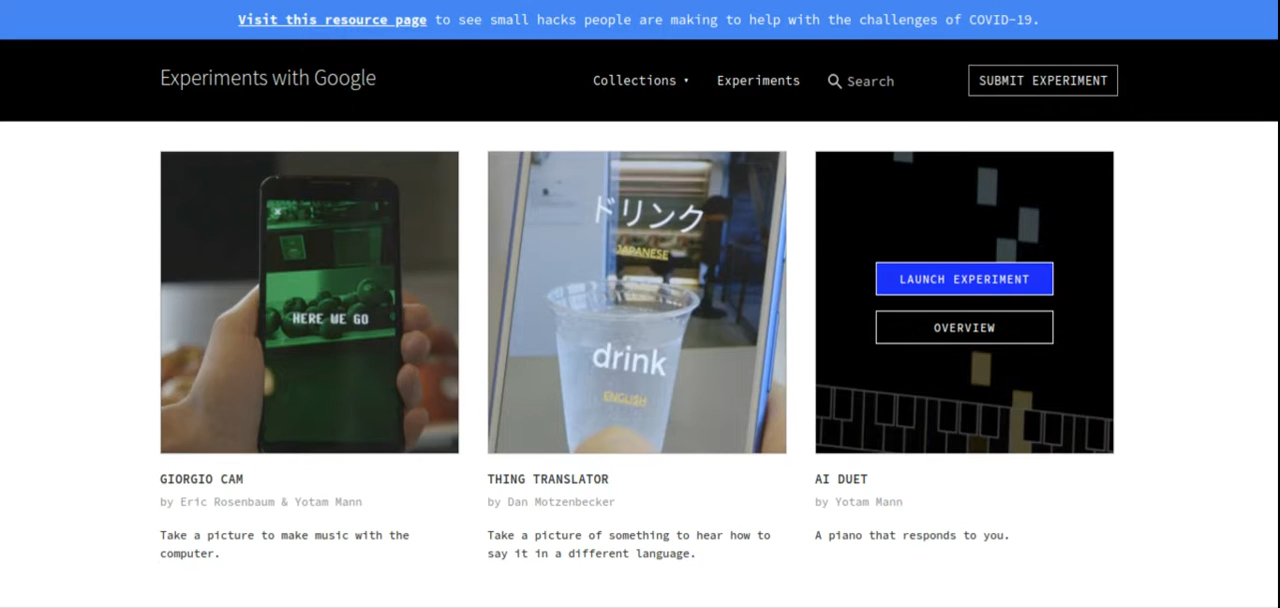 Visit this resource page to see small hacks people are making to help with the challenges of COVID-19.
Experiments with Google
Collections ▾
Experiments
Search
SUBMIT EXPERIMENT
HERE WE GO
ドリンク
JAPANESE
drink
ENGLISH
LAUNCH EXPERIMENT
OVERVIEW
GIORGIO CAM
by Eric Rosenbaum & Yotam Mann
Take a picture to make music with the
computer.
THING TRANSLATOR
by Dan Motzenbecker
Take a picture of something to hear how to
say it in a different language.
AI DUET
by Yotam Mann
A piano that responds to you.